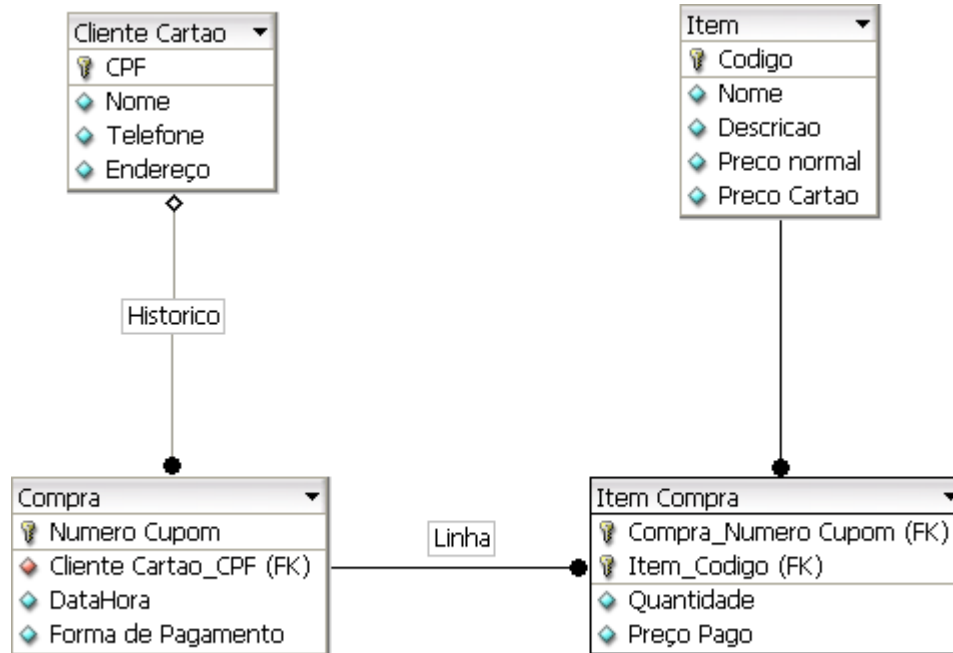 Cliente Cartao
CPF
Nome
Telefone
Endereço
Item
Codigo
Nome
Descricao
Preco normal
Preco Cartao
Historico
Compra
Numero Cupom
Cliente Cartao_CPF (FK)
DataHora
Forma de Pagamento
Linha
Item Compra
Compra_Numero Cupom (FK)
Item_Codigo (FK)
Quantidade
Preço Pago